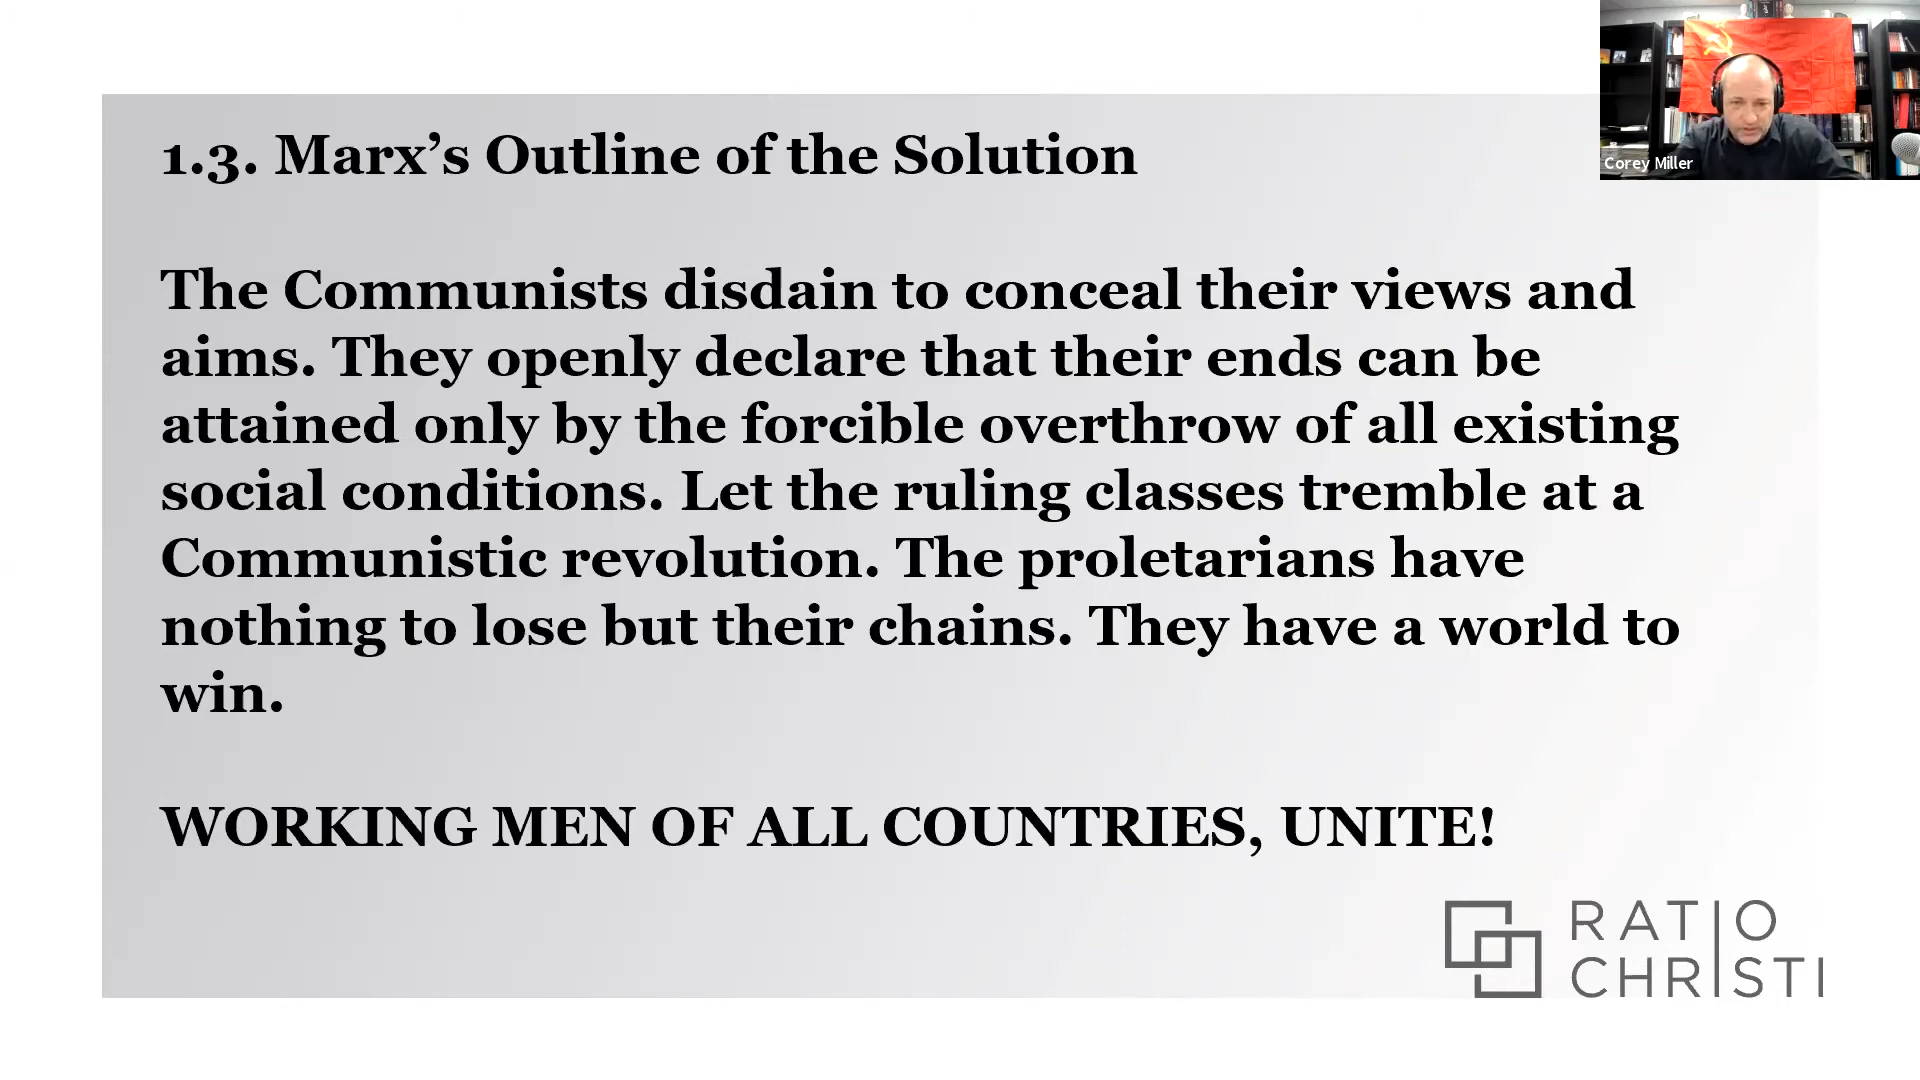 1.3. Marx’s Outline of the Solution
The Communists disdain to conceal their views and
aims. They openly declare that their ends can be
attained only by the forcible overthrow of all existing
social conditions. Let the ruling classes tremble at a
Communistic revolution. The proletarians have
nothing to lose but their chains. They have a world to
win.
WORKING MEN OF ALL COUNTRIES, UNITE!
RATIO
CHRISTI
Corey Miller